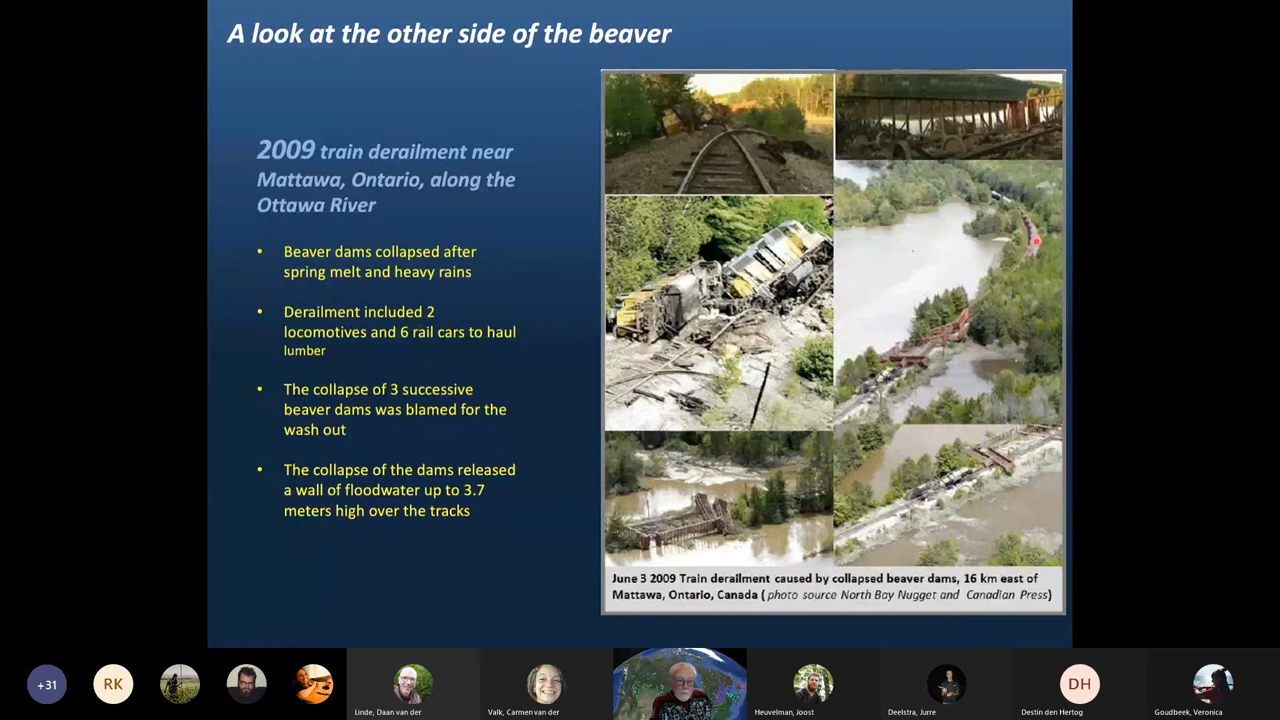 A look at the other side of the beaver
2009 train derailment near
Mattawa, Ontario, along the
Ottawa River
• Beaver dams collapsed after
spring melt and heavy rains
• Derailment included 2
locomotives and 6 rail cars to haul
lumber
• The collapse of 3 successive
beaver dams was blamed for the
wash out
• The collapse of the dams released
a wall of floodwater up to 3.7
meters high over the tracks
June 3 2009 Train derailment caused by collapsed beaver dams, 16 km east of
Mattawa, Ontario, Canada ( photo source North Bay Nugget and Canadian Press)
+31
RK
Linde, Daan van der
Valk, Carmen van der
Heuvelman, Joost
Deelstra, Jurre
DH
Destin den Hertog
Goudbeek, Veronica